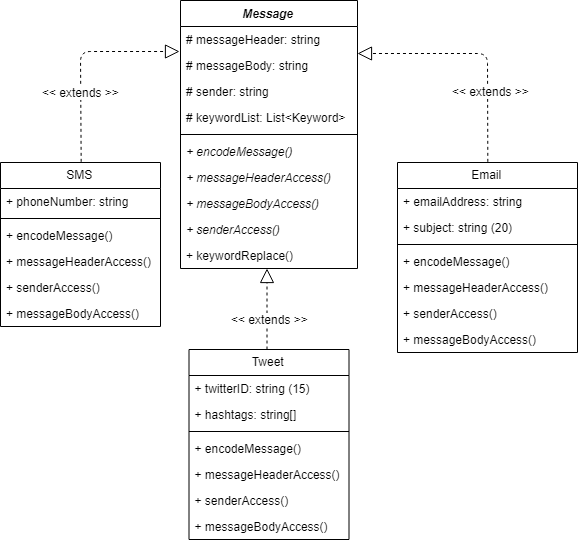 Message
# messageHeader: string
# messageBody: string
# sender: string
# keywordList: List<Keyword>
+ encodeMessage()
+ messageHeaderAccess()
+ messageBodyAccess()
+ senderAccess()
+ keywordReplace()
<< extends >>
<< extends >>
<< extends >>
SMS
+ phoneNumber: string
+ encodeMessage()
+ messageHeaderAccess()
+ senderAccess()
+ messageBodyAccess()
Email
+ emailAddress: string
+ subject: string (20)
+ encodeMessage()
+ messageHeaderAccess()
+ senderAccess()
+ messageBodyAccess()
Tweet
+ twitterID: string (15)
+ hashtags: string[]
+ encodeMessage()
+ messageHeaderAccess()
+ senderAccess()
+ messageBodyAccess()